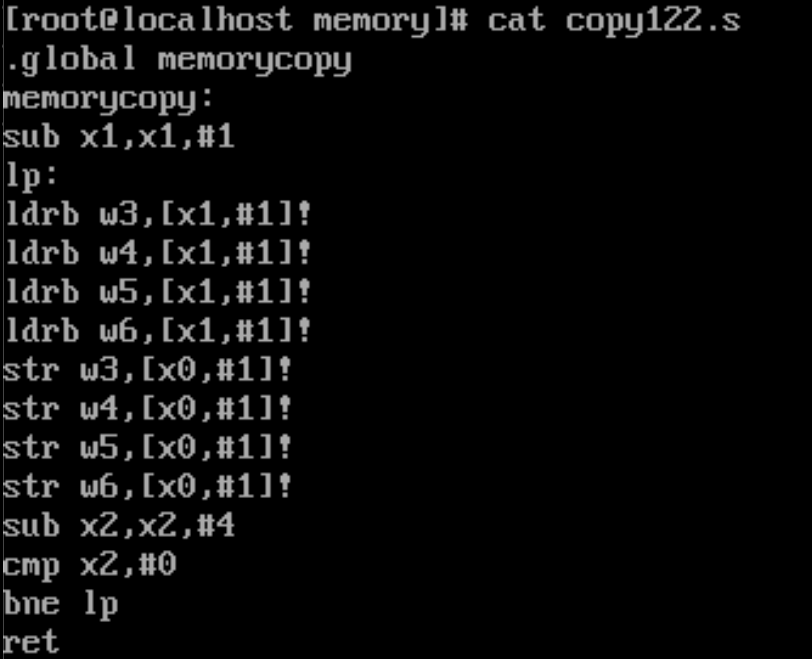 [root@localhost memory]# cat copy122.s
.global memorycopy
memorycopy:
sub x1,x1,#1
lp:
ldrb w3,[x1,#1]!
ldrb w4,[x1,#1]!
ldrb w5,[x1,#1]!
ldrb w6,[x1,#1]!
str w3,[x0,#1]!
str w4,[x0,#1]!
str w5,[x0,#1]!
str w6,[x0,#1]!
sub x2,x2,#4
cmp x2,#0
bne lp
ret